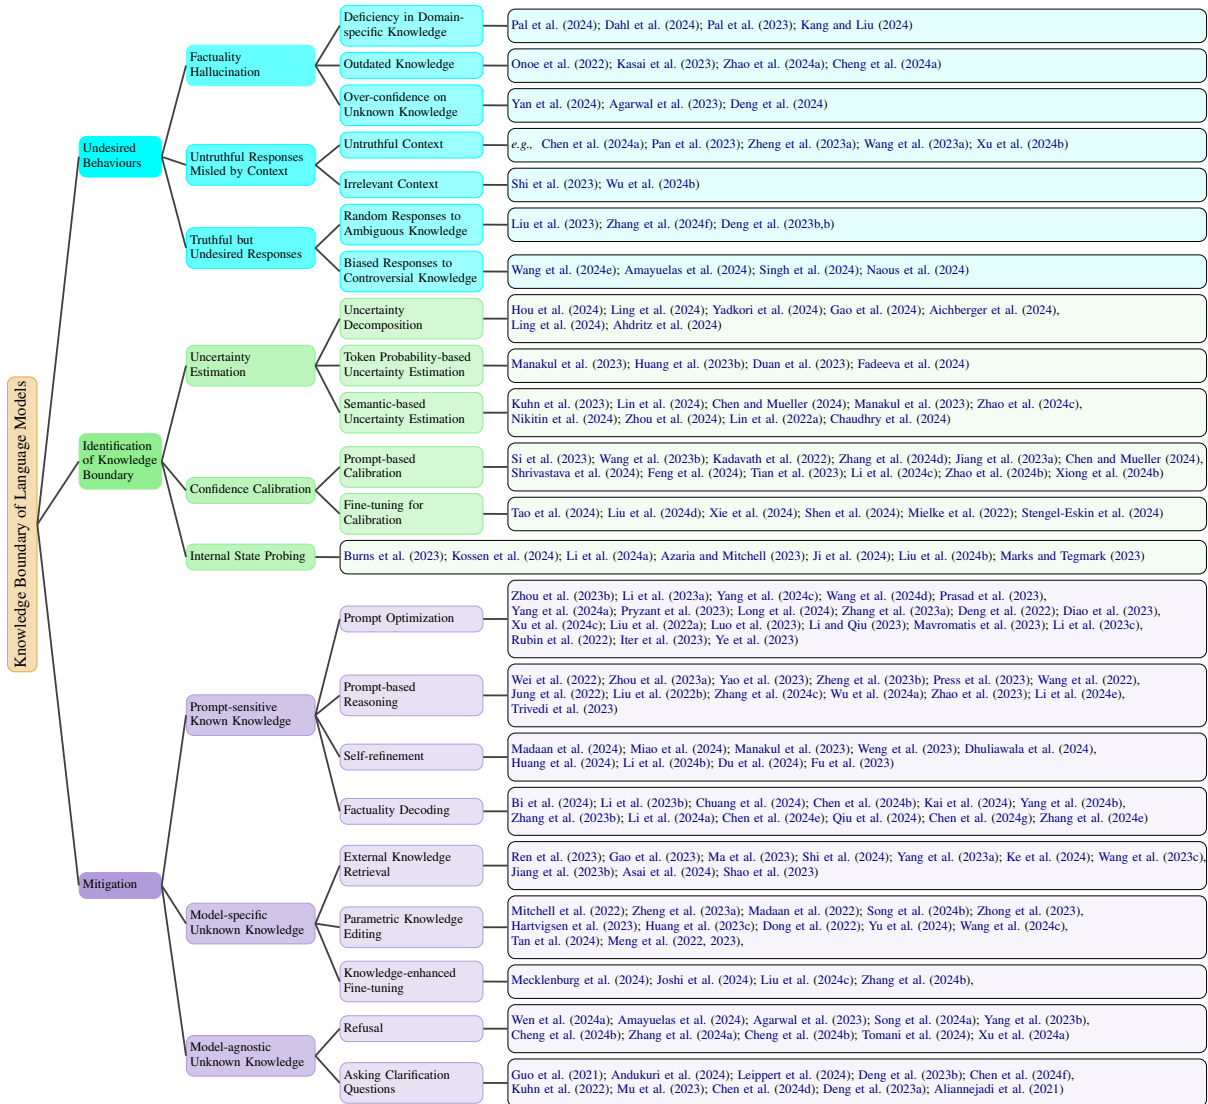 Knowledge Boundary of Language Models
Undesired
Behaviours
Factuality
Hallucination
Deficiency in Domain-
specific Knowledge
Pal et al. (2024); Dahl et al. (2024); Pal et al. (2023); Kang and Liu (2024)
Outdated Knowledge
Onoe et al. (2022); Kasai et al. (2023); Zhao et al. (2024a); Cheng et al. (2024a)
Over-confidence on
Unknown Knowledge
Yan et al. (2024); Agarwal et al. (2023); Deng et al. (2024)
Untruthful Responses
Misled by Context
Untruthful Context
e.g., Chen et al. (2024a); Pan et al. (2023); Zheng et al. (2023a); Wang et al. (2023a); Xu et al. (2024b)
Irrelevant Context
Shi et al. (2023); Wu et al. (2024b)
Truthful but
Undesired Responses
Random Responses to
Ambiguous Knowledge
Liu et al. (2023); Zhang et al. (2024f); Deng et al. (2023b,b)
Biased Responses to
Controversial Knowledge
Wang et al. (2024e); Amayuelas et al. (2024); Singh et al. (2024); Naous et al. (2024)
Identification
of Knowledge
Boundary
Uncertainty
Estimation
Uncertainty
Decomposition
Hou et al. (2024); Ling et al. (2024); Yadkori et al. (2024); Gao et al. (2024); Aichberger et al. (2024),
Ling et al. (2024); Ahdritz et al. (2024)
Token Probability-based
Uncertainty Estimation
Manakul et al. (2023); Huang et al. (2023b); Duan et al. (2023); Fadeeva et al. (2024)
Semantic-based
Uncertainty Estimation
Kuhn et al. (2023); Lin et al. (2024); Chen and Mueller (2024); Manakul et al. (2023); Zhao et al. (2024c),
Nikitin et al. (2024); Zhou et al. (2024); Lin et al. (2022a); Chaudhry et al. (2024)
Confidence Calibration
Prompt-based
Calibration
Si et al. (2023); Wang et al. (2023b); Kadavath et al. (2022); Zhang et al. (2024d); Jiang et al. (2023a); Chen and Mueller (2024),
Shrivastava et al. (2024); Feng et al. (2024); Tian et al. (2023); Li et al. (2024c); Zhao et al. (2024b); Xiong et al. (2024b)
Fine-tuning for
Calibration
Tao et al. (2024); Liu et al. (2024d); Xie et al. (2024); Shen et al. (2024); Mielke et al. (2022); Stengel-Eskin et al. (2024)
Internal State Probing
Burns et al. (2023); Kossen et al. (2024); Li et al. (2024a); Azaria and Mitchell (2023); Ji et al. (2024); Liu et al. (2024b); Marks and Tegmark (2023)
Mitigation
Prompt-sensitive
Known Knowledge
Prompt Optimization
Zhou et al. (2023b); Li et al. (2023a); Yang et al. (2024c); Wang et al. (2024d); Prasad et al. (2023),
Yang et al. (2024a); Pryzant et al. (2023); Long et al. (2024); Zhang et al. (2023a); Deng et al. (2022); Diao et al. (2023),
Xu et al. (2024c); Liu et al. (2022a); Luo et al. (2023); Li and Qiu (2023); Mavromatis et al. (2023); Li et al. (2023c),
Rubin et al. (2022); Iter et al. (2023); Ye et al. (2023)
Prompt-based
Reasoning
Wei et al. (2022); Zhou et al. (2023a); Yao et al. (2023); Zheng et al. (2023b); Press et al. (2023); Wang et al. (2022),
Jung et al. (2022); Liu et al. (2022b); Zhang et al. (2024c); Wu et al. (2024a); Zhao et al. (2023); Li et al. (2024e),
Trivedi et al. (2023)
Self-refinement
Madaan et al. (2024); Miao et al. (2024); Manakul et al. (2023); Weng et al. (2023); Dhuliawala et al. (2024),
Huang et al. (2024); Li et al. (2024b); Du et al. (2024); Fu et al. (2023)
Factuality Decoding
Bi et al. (2024); Li et al. (2023b); Chuang et al. (2024); Chen et al. (2024b); Kai et al. (2024); Yang et al. (2024b),
Zhang et al. (2023b); Li et al. (2024a); Chen et al. (2024e); Qiu et al. (2024); Chen et al. (2024g); Zhang et al. (2024e)
Model-specific
Unknown Knowledge
External Knowledge
Retrieval
Ren et al. (2023); Gao et al. (2023); Ma et al. (2023); Shi et al. (2024); Yang et al. (2023a); Ke et al. (2024); Wang et al. (2023c),
Jiang et al. (2023b); Asai et al. (2024); Shao et al. (2023)
Parametric Knowledge
Editing
Mitchell et al. (2022); Zheng et al. (2023a); Madaan et al. (2022); Song et al. (2024b); Zhong et al. (2023),
Hartvigsen et al. (2023); Huang et al. (2023c); Dong et al. (2022); Yu et al. (2024); Wang et al. (2024c),
Tan et al. (2024); Meng et al. (2022, 2023),
Knowledge-enhanced
Fine-tuning
Mecklenburg et al. (2024); Joshi et al. (2024); Liu et al. (2024c); Zhang et al. (2024b),
Model-agnostic
Unknown Knowledge
Refusal
Wen et al. (2024a); Amayuelas et al. (2024); Agarwal et al. (2023); Song et al. (2024a); Yang et al. (2023b),
Cheng et al. (2024b); Zhang et al. (2024a); Cheng et al. (2024b); Tomani et al. (2024); Xu et al. (2024a)
Asking Clarification
Questions
Guo et al. (2021); Andukuri et al. (2024); Leippert et al. (2024); Deng et al. (2023b); Chen et al. (2024f),
Kuhn et al. (2022); Mu et al. (2023); Chen et al. (2024d); Deng et al. (2023a); Aliannejadi et al. (2021)